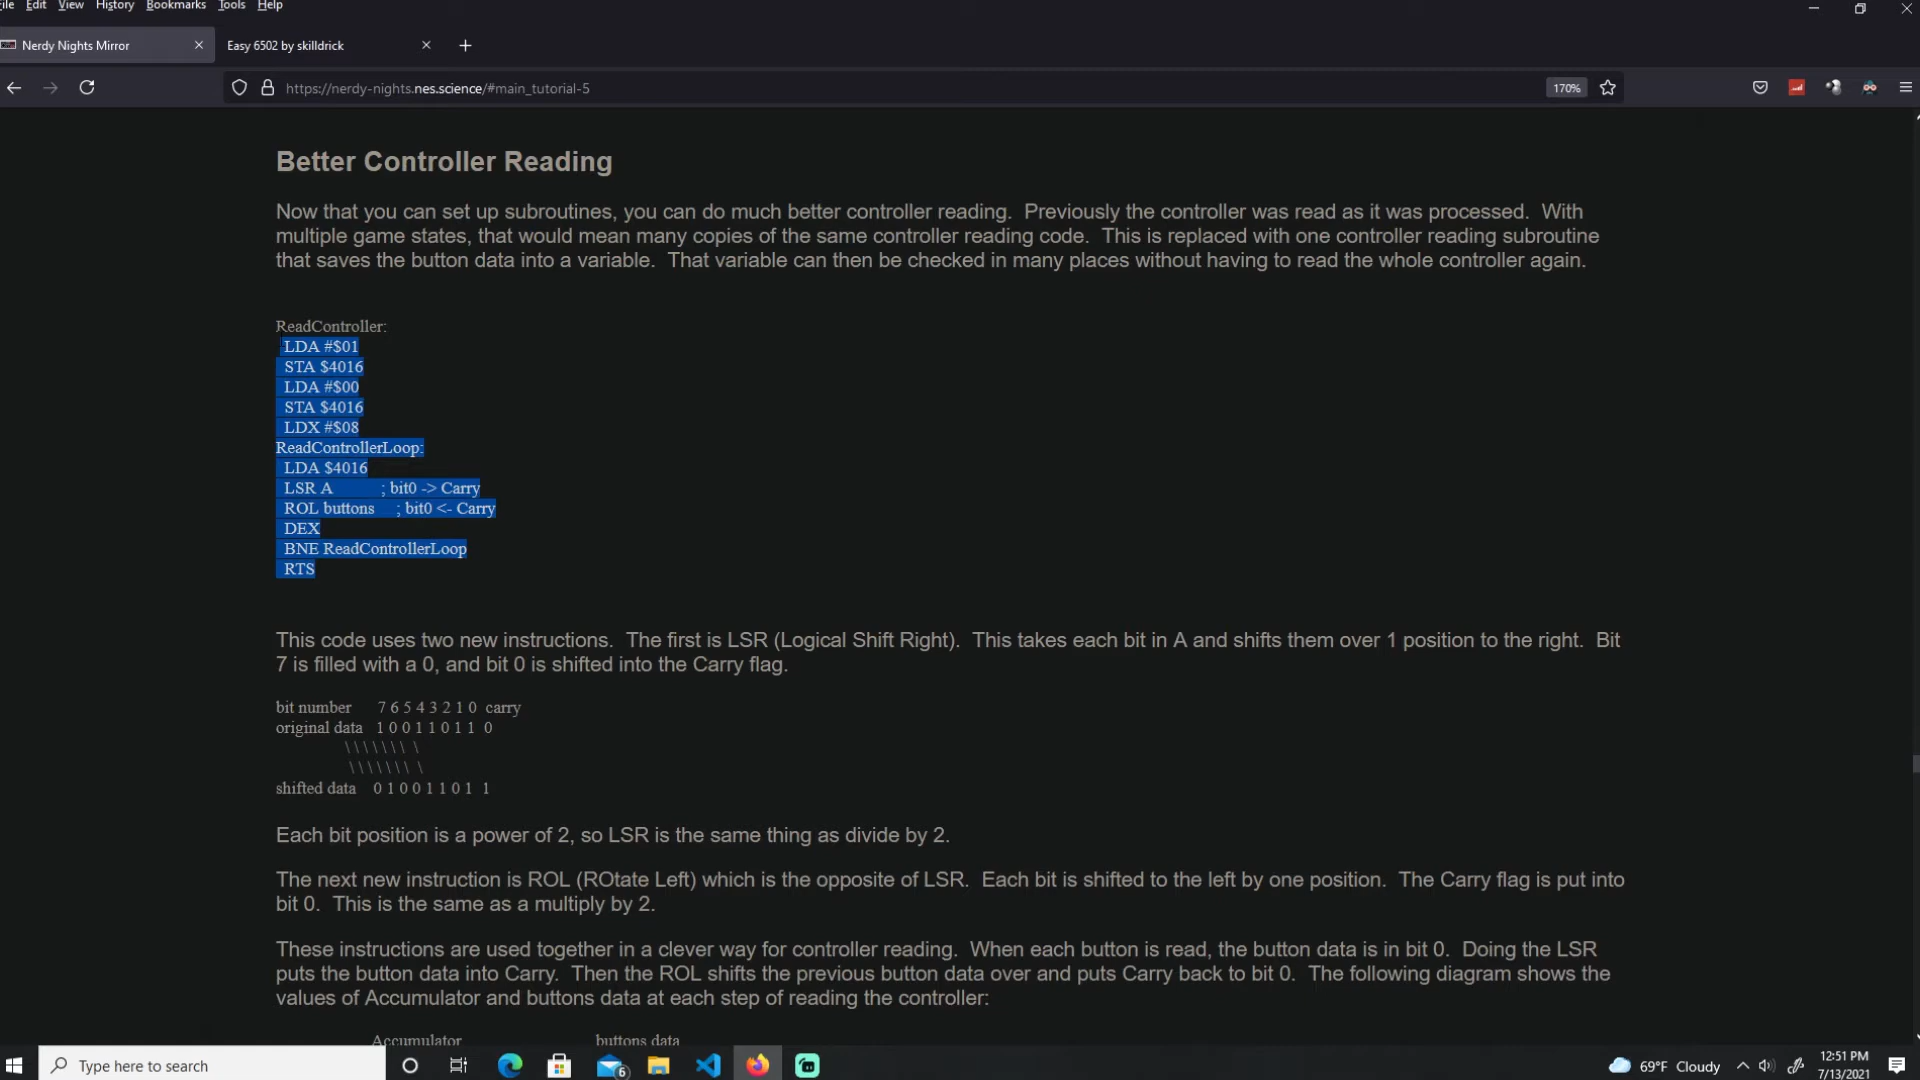 File Edit View History Bookmarks Tools Help
Nerdy Nights Mirror
Easy 6502 by skilldrick
https://nerdy-nights.nes.science/#main_tutorial-5
170%
Better Controller Reading
Now that you can set up subroutines, you can do much better controller reading. Previously the controller was read as it was processed. With
multiple game states, that would mean many copies of the same controller reading code. This is replaced with one controller reading subroutine
that saves the button data into a variable. That variable can then be checked in many places without having to read the whole controller again.
ReadController:
LDA #$01
STA $4016
LDA #$00
STA $4016
LDX #$08
ReadControllerLoop:
LDA $4016
LSR A ; bit0 -> Carry
ROL buttons ; bit0 <- Carry
DEX
BNE ReadControllerLoop
RTS
This code uses two new instructions. The first is LSR (Logical Shift Right). This takes each bit in A and shifts them over 1 position to the right. Bit
7 is filled with a 0, and bit 0 is shifted into the Carry flag.
bit number 7 6 5 4 3 2 1 0 carry
original data 1 0 0 1 1 0 1 1 0
\ \ \ \ \ \ \ \
\ \ \ \ \ \ \ \
shifted data 0 1 0 0 1 1 0 1 1
Each bit position is a power of 2, so LSR is the same thing as divide by 2.
The next new instruction is ROL (ROtate Left) which is the opposite of LSR. Each bit is shifted to the left by one position. The Carry flag is put into
bit 0. This is the same as a multiply by 2.
These instructions are used together in a clever way for controller reading. When each button is read, the button data is in bit 0. Doing the LSR
puts the button data into Carry. Then the ROL shifts the previous button data over and puts Carry back to bit 0. The following diagram shows the
values of Accumulator and buttons data at each step of reading the controller:
Accumulator buttons data
Type here to search
6
69°F Cloudy
12:51 PM
7/13/2021